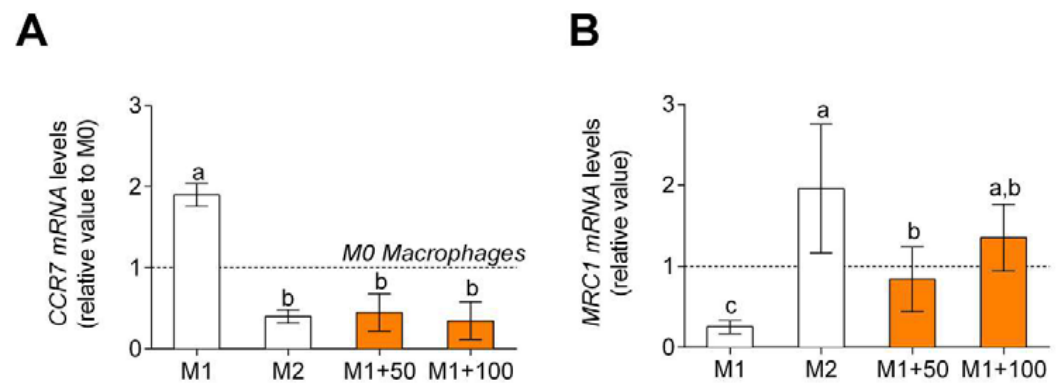 A
CCR7 mRNA levels
(relative value to M0)
3
2
1
0
a
b
b
b
M0 Macrophages
M1
M2
M1+50
M1+100
B
MRC1 mRNA levels
(relative value)
3
2
1
0
c
a
b
a,b
M1
M2
M1+50
M1+100